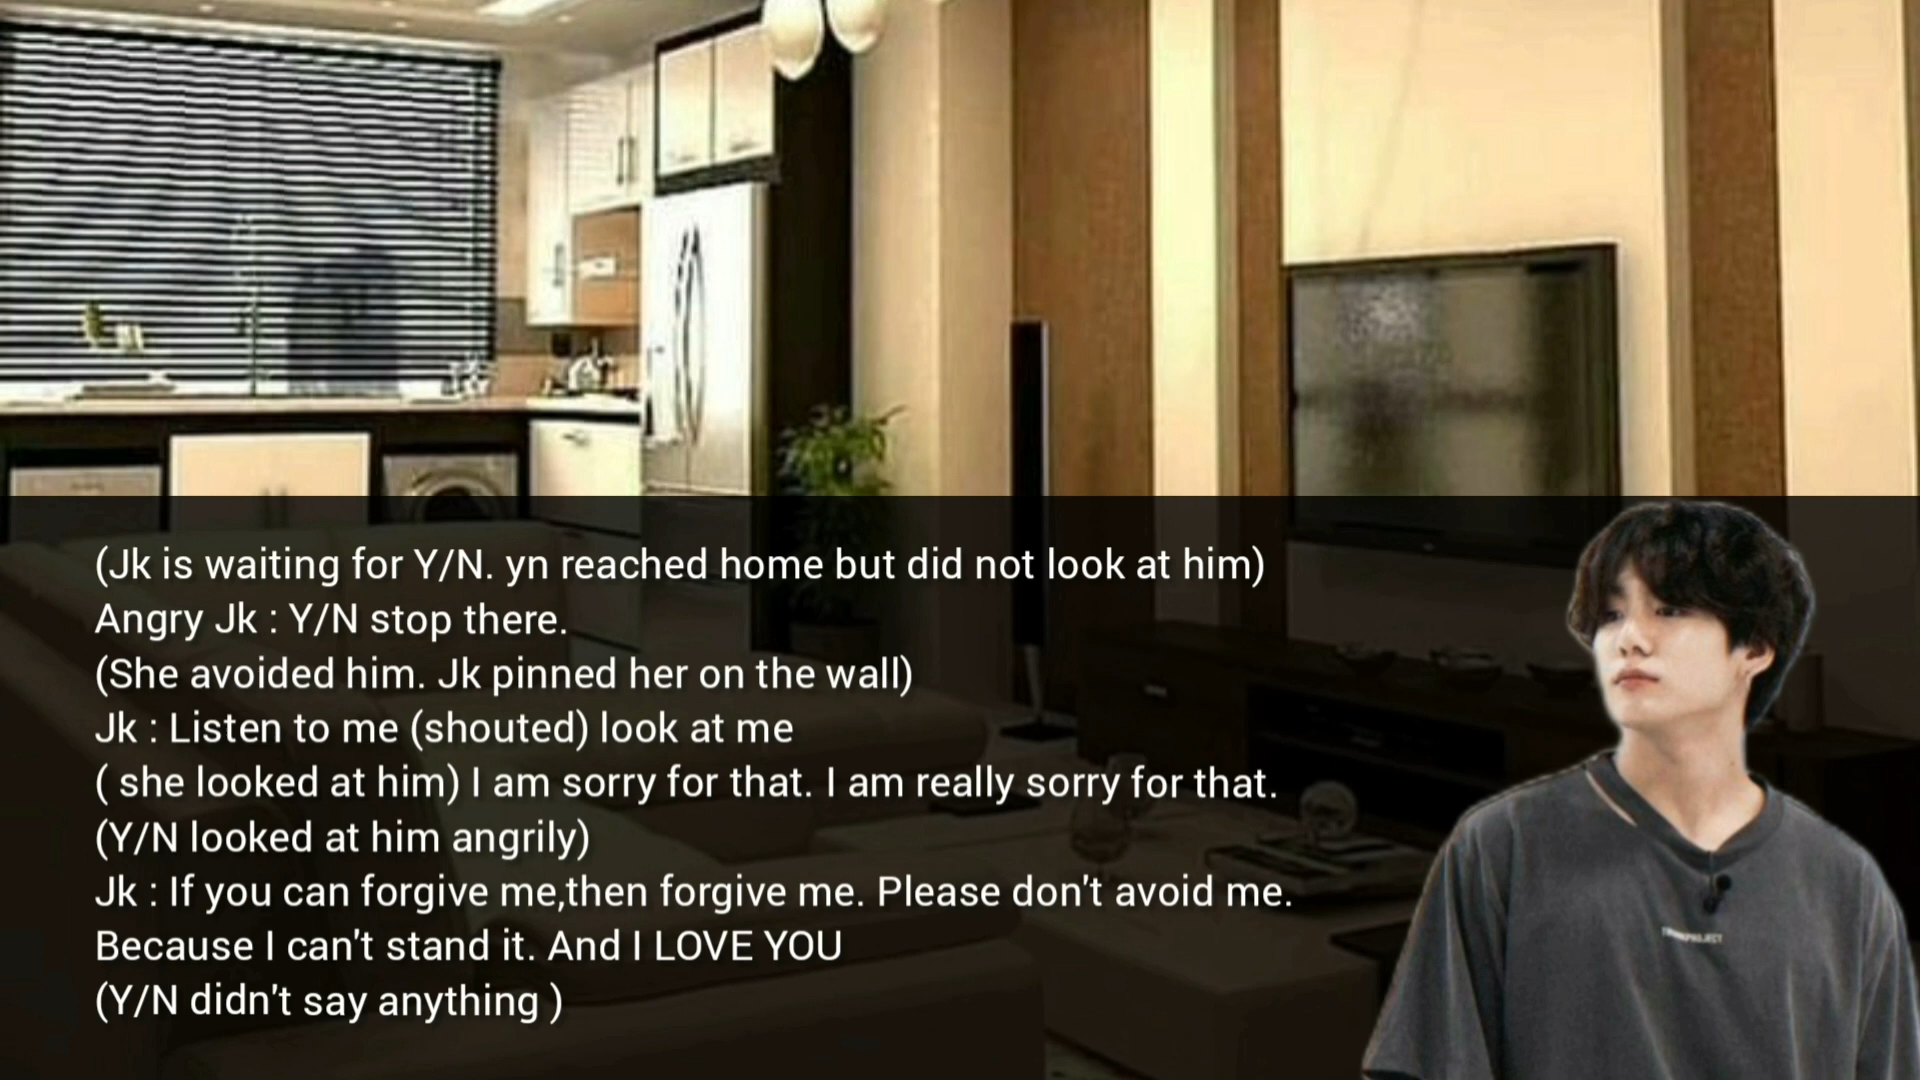 (Jk is waiting for Y/N. yn reached home but did not look at him)
Angry Jk : Y/N stop there.
(She avoided him. Jk pinned her on the wall)
Jk : Listen to me (shouted) look at me
( she looked at him) I am sorry for that. I am really sorry for that.
(Y/N looked at him angrily)
Jk : If you can forgive me,then forgive me. Please don't avoid me.
Because I can't stand it. And I LOVE YOU
(Y/N didn't say anything )